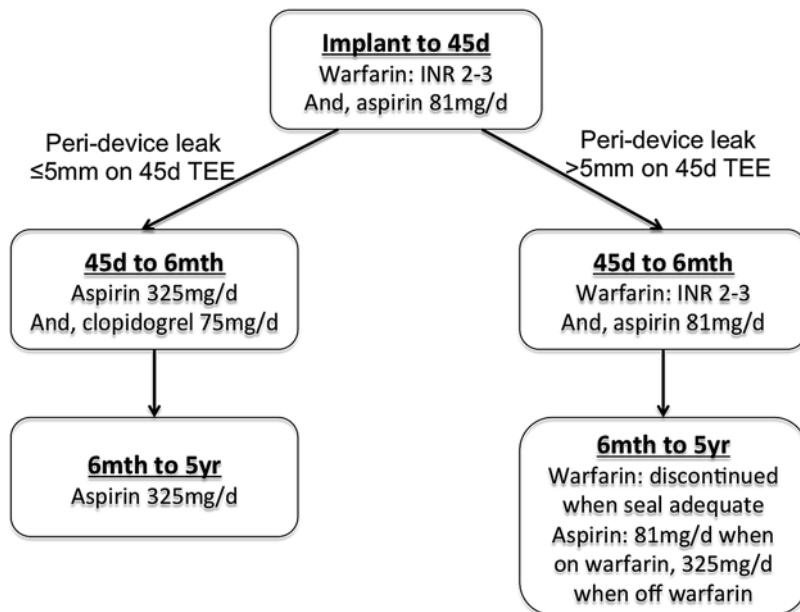 Implant to 45d
Warfarin: INR 2-3
And, aspirin 81mg/d
Peri-device leak
≤5mm on 45d TEE
Peri-device leak
>5mm on 45d TEE
45d to 6mth
Aspirin 325mg/d
And, clopidogrel 75mg/d
45d to 6mth
Warfarin: INR 2-3
And, aspirin 81mg/d
6mth to 5yr
Aspirin 325mg/d
6mth to 5yr
Warfarin: discontinued
when seal adequate
Aspirin: 81mg/d when
on warfarin, 325mg/d
when off warfarin